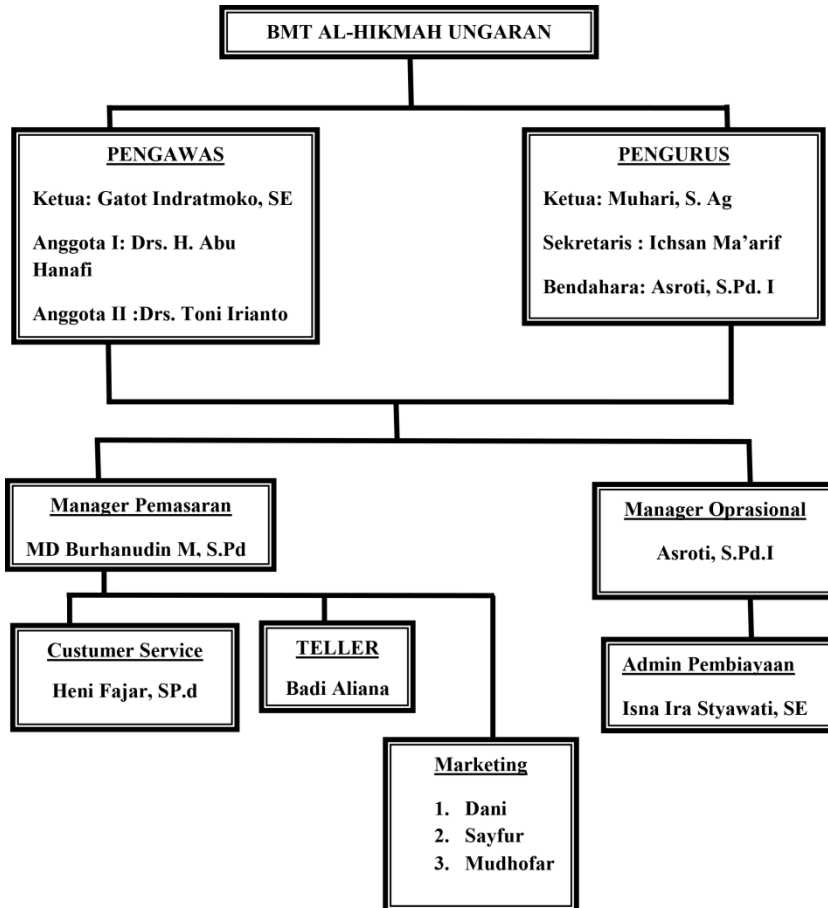 BMT AL-HIKMAH UNGARAN
PENGAWAS
Ketua: Gatot Indratmoko, SE
Anggota I: Drs. H. Abu
Hanafi
Anggota II :Drs. Toni Irianto
PENGURUS
Ketua: Muhari, S. Ag
Sekretaris : Ichsan Ma’arif
Bendahara: Asroti, S.Pd. I
Manager Pemasaran
MD Burhanudin M, S.Pd
Manager Oprasional
Asroti, S.Pd.I
Custumer Service
Heni Fajar, SP.d
TELLER
Badi Aliana
Admin Pembiayaan
Isna Ira Styawati, SE
Marketing
1. Dani
2. Sayfur
3. Mudhofar